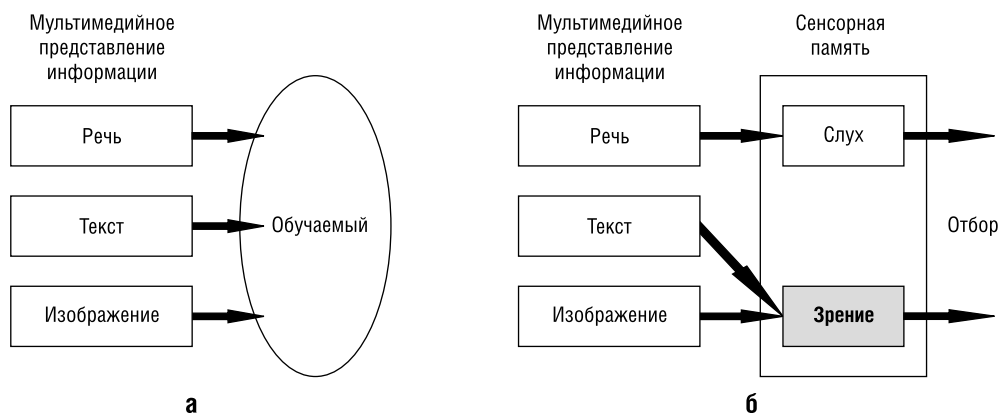 Мультимедийное
представление
информации
Речь
Текст
Изображение
Обучаемый
а
Мультимедийное
представление
информации
Сенсорная
память
Речь
Слух
Текст
Отбор
Изображение
Зрение
б